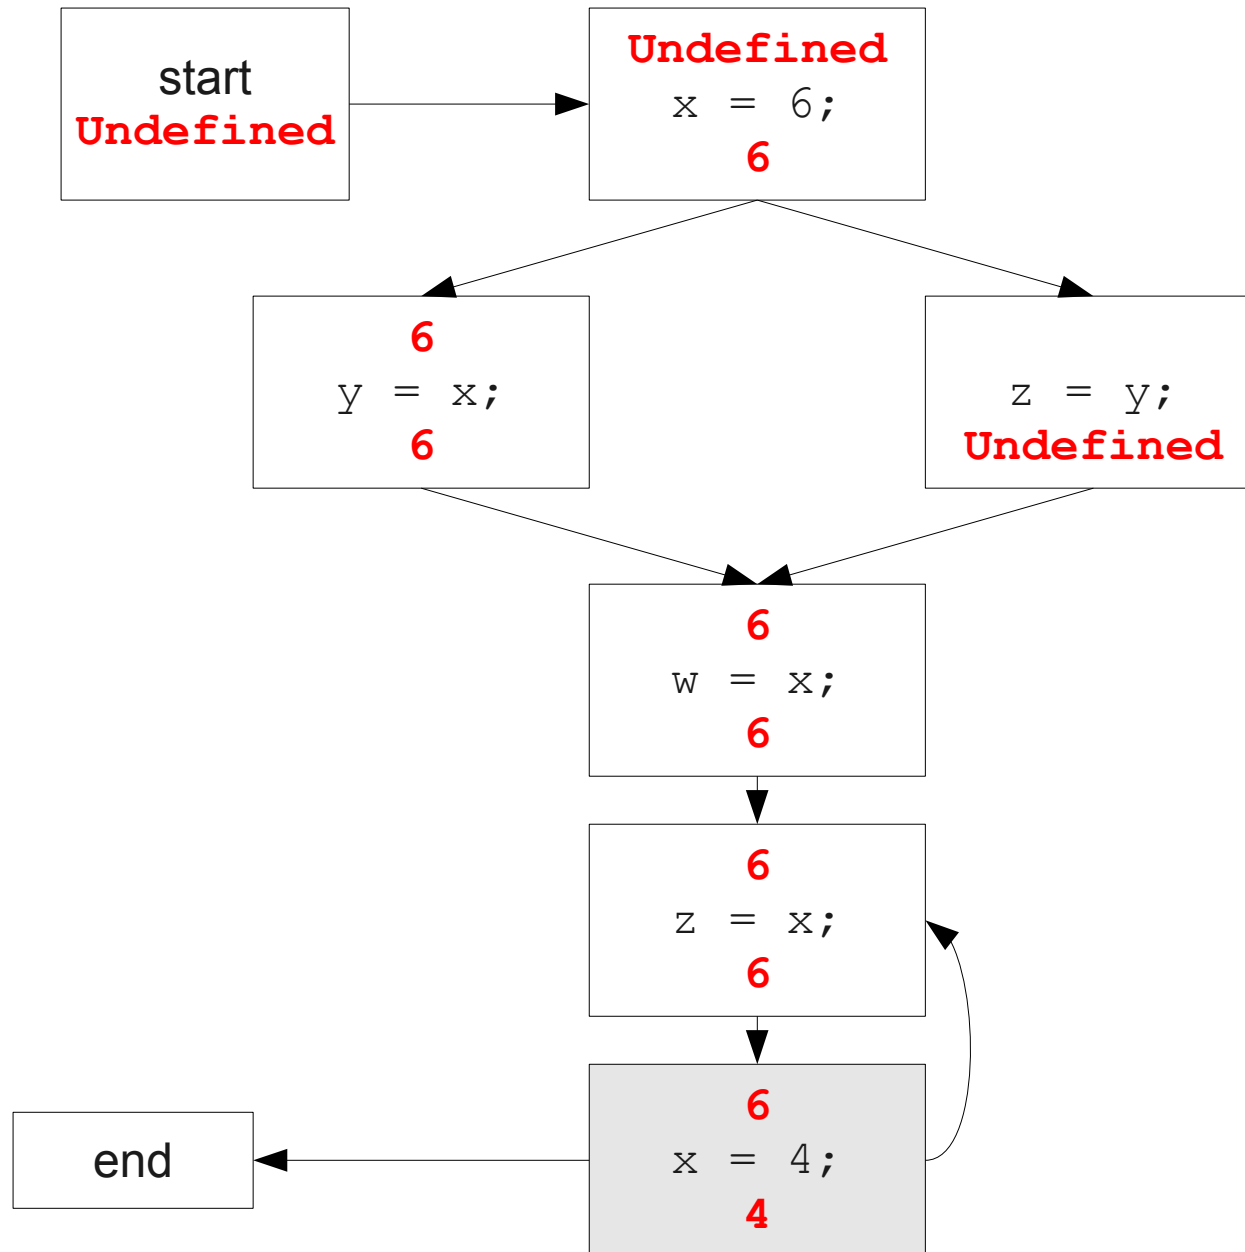 start
Undefined
Undefined
x = 6;
6
6
y = x;
6
z = y;
Undefined
6
w = x;
6
6
z = x;
6
6
x = 4;
4
end